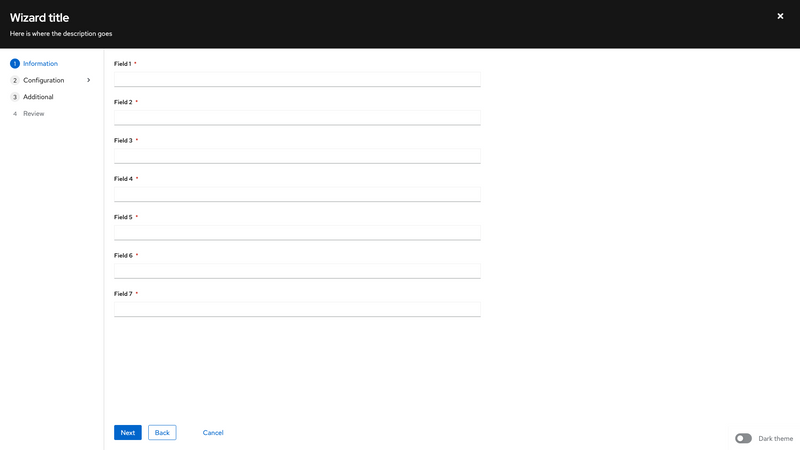 Wizard title
Here is where the description goes
1 Information
2 Configuration
3 Additional
4 Review
Field 1 *
Field 2 *
Field 3 *
Field 4 *
Field 5 *
Field 6 *
Field 7 *
Next Back Cancel
Dark theme